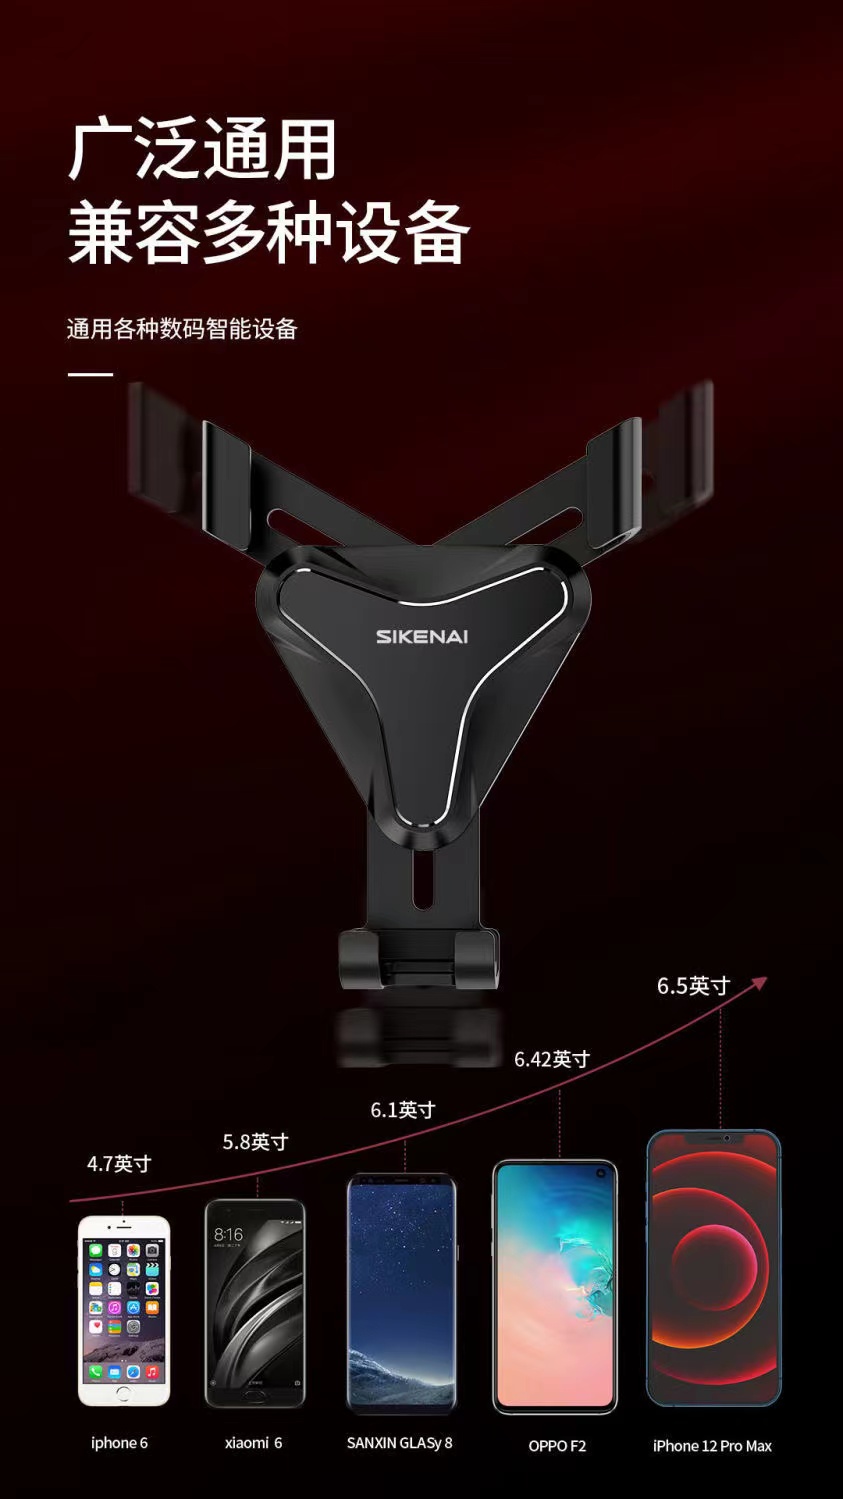 广泛通用
兼容多种设备
通用各种数码智能设备
SIKENAI
6.5英寸
6.42英寸
6.1英寸
5.8英寸
4.7英寸
8:16
iphone 6
xiaomi 6
SANXIN GLASy 8
OPPO F2
iPhone 12 Pro Max